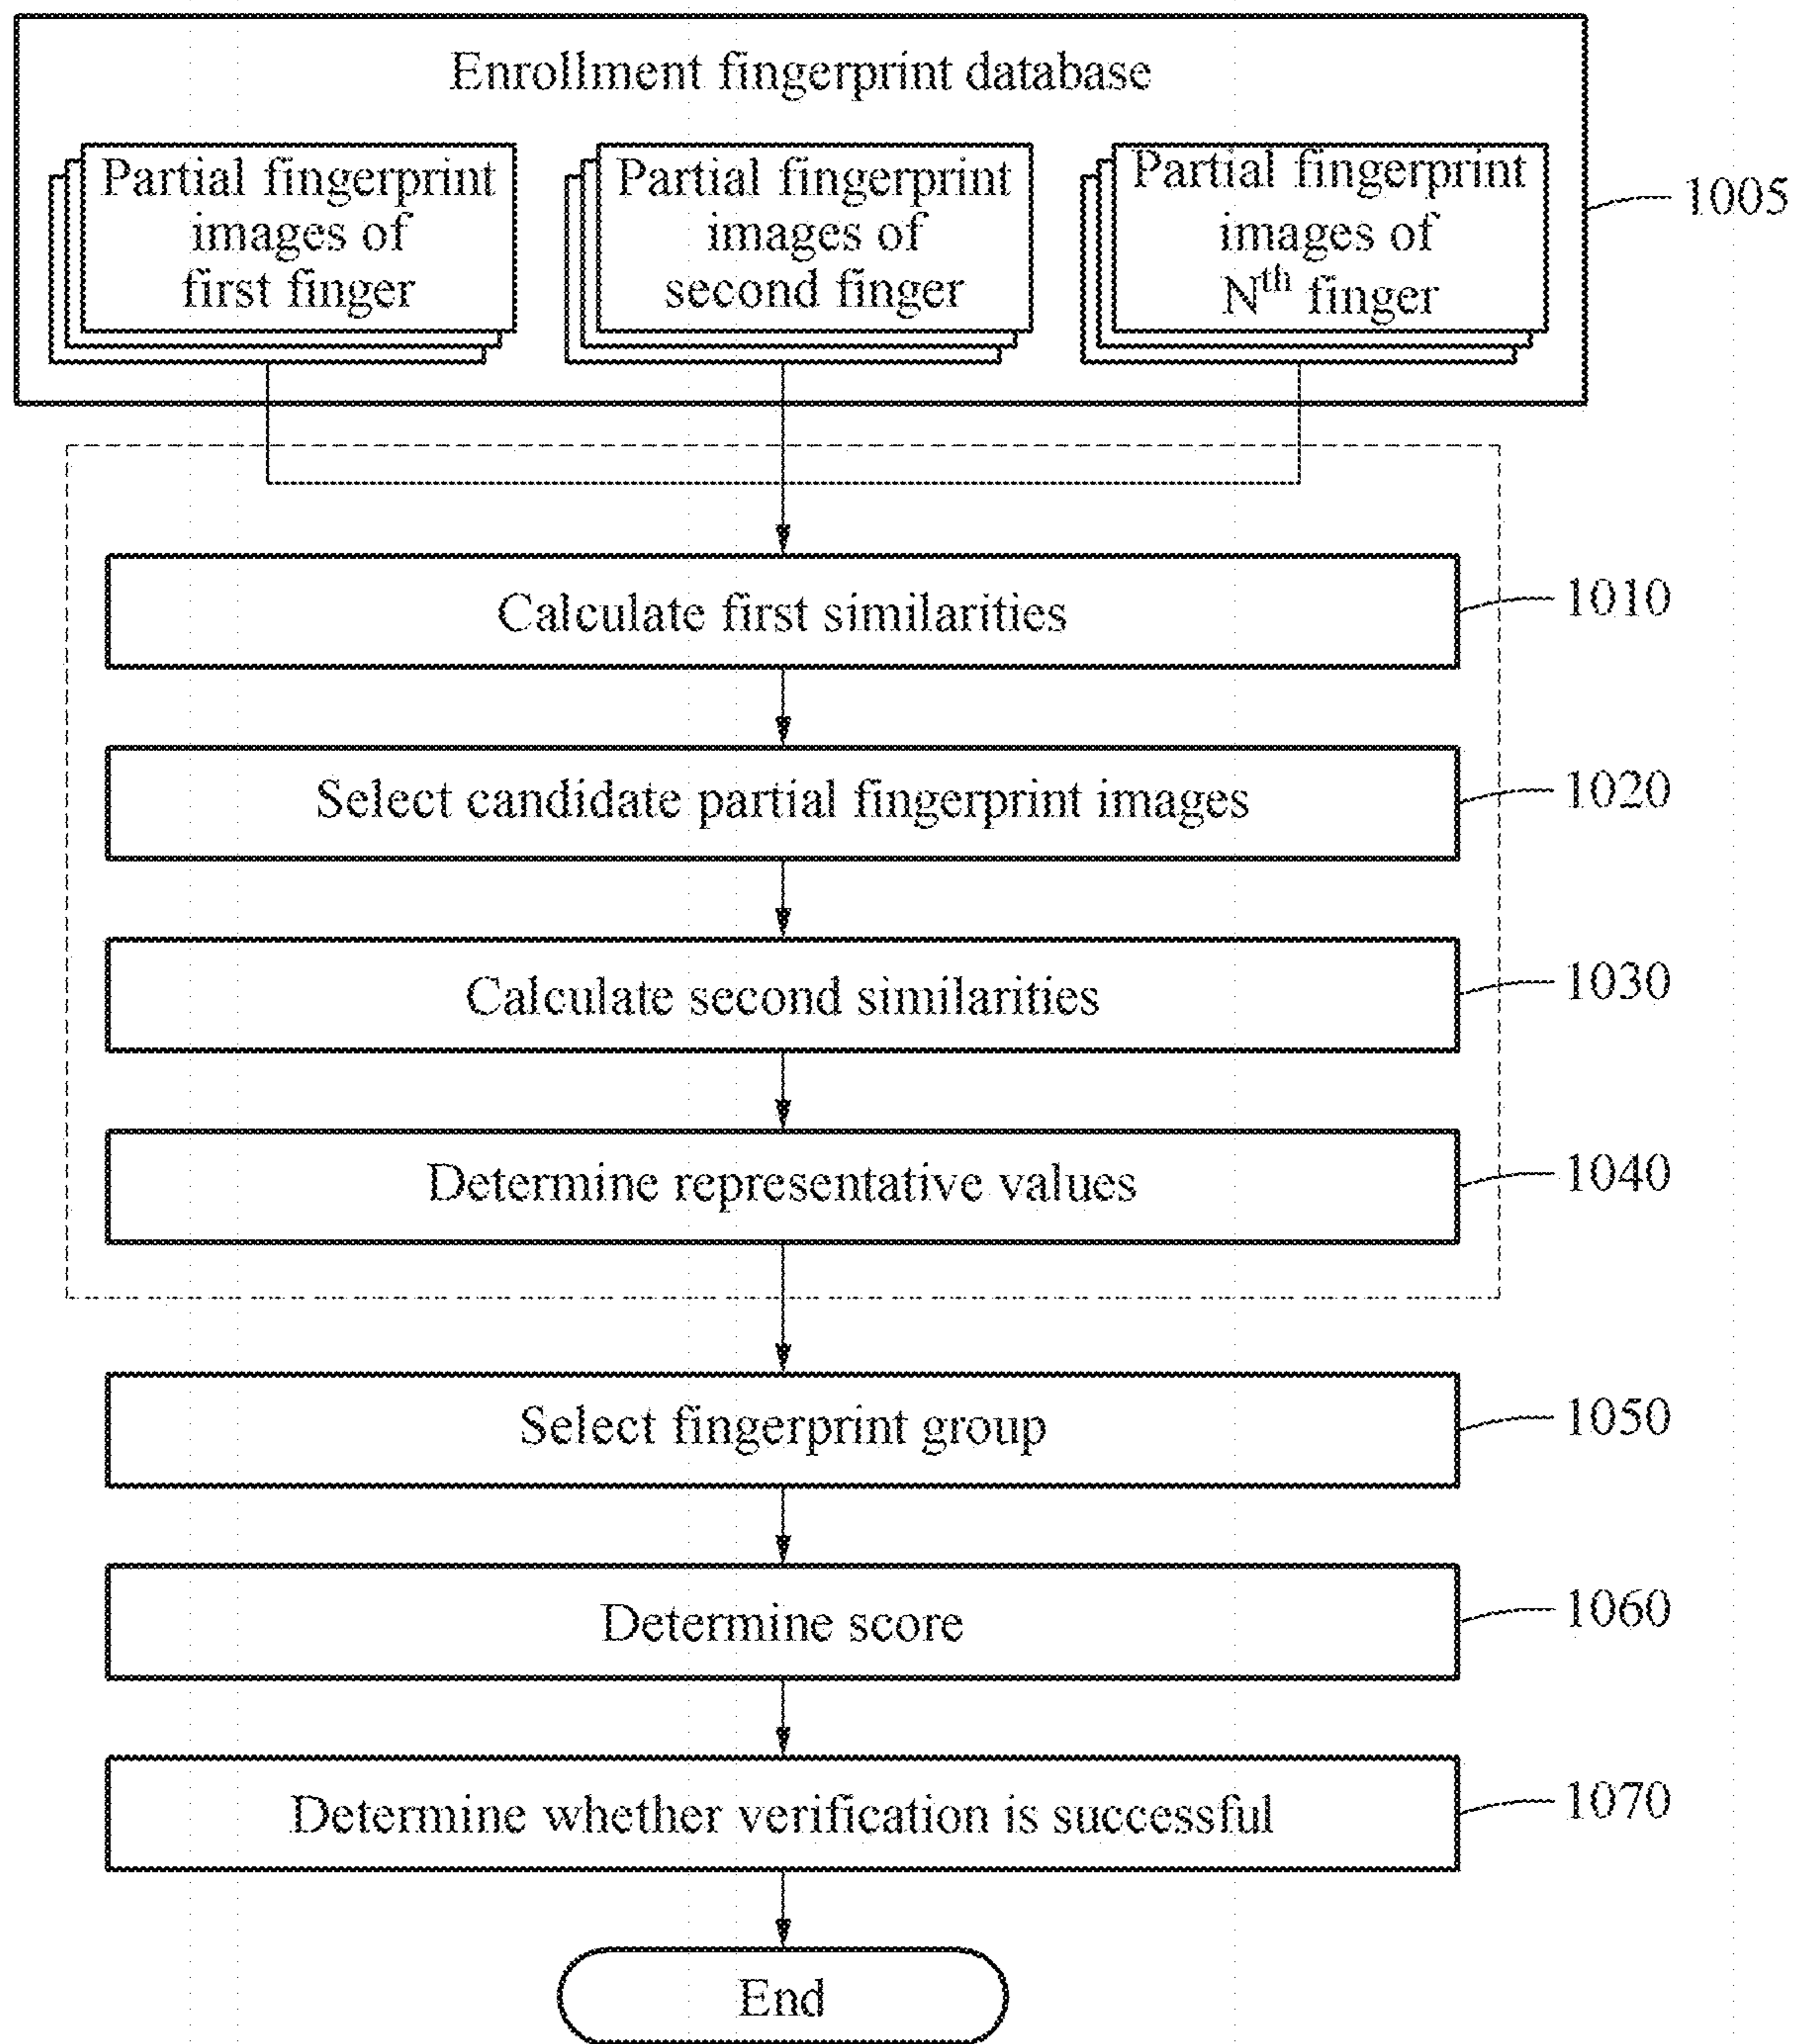 Enrollment fingerprint database
Partial fingerprint
images of
first finger
Partial fingerprint
images of
second finger
Partial fingerprint
images of
Nth finger
1005
Calculate first similarities
1010
Select candidate partial fingerprint images
1020
Calculate second similarities
1030
Determine representative values
1040
Select fingerprint group
1050
Determine score
1060
Determine whether verification is successful
1070
End